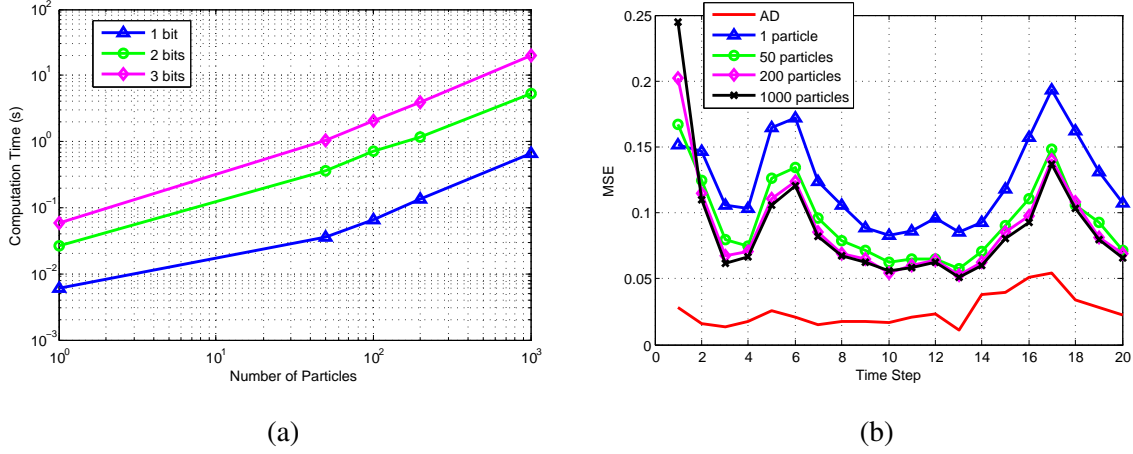 10^2
10^1
10^0
10^-1
10^-2
10^-3
Computation Time (s)
1 bit
2 bits
3 bits
10^0
10^1
10^2
10^3
Number of Particles
(a)
0.25
0.2
0.15
0.1
0.05
0
MSE
AD
1 particle
50 particles
200 particles
1000 particles
0
2
4
6
8
10
12
14
16
18
20
Time Step
(b)